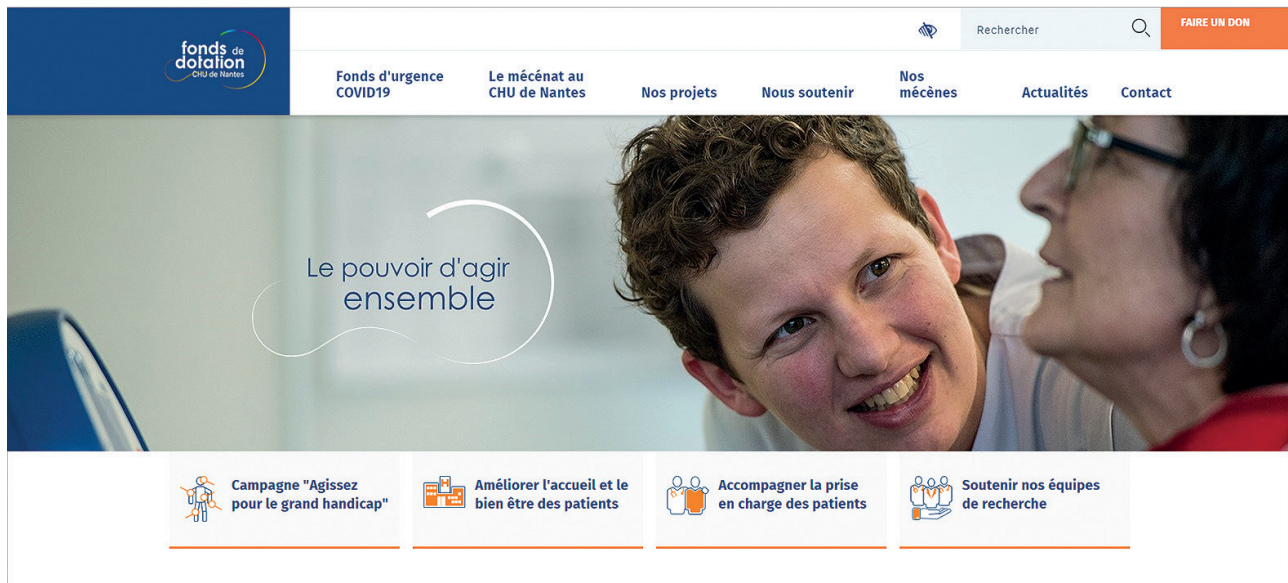 fonds de
dotation
CHU de Nantes
Rechercher
FAIRE UN DON
Fonds d'urgence
COVID19
Le mécénat au
CHU de Nantes
Nos projets
Nous soutenir
Nos
mécènes
Actualités
Contact
Le pouvoir d'agir
ensemble
Campagne "Agissez
pour le grand handicap"
Améliorer l'accueil et le
bien être des patients
Accompagner la prise
en charge des patients
Soutenir nos équipes
de recherche